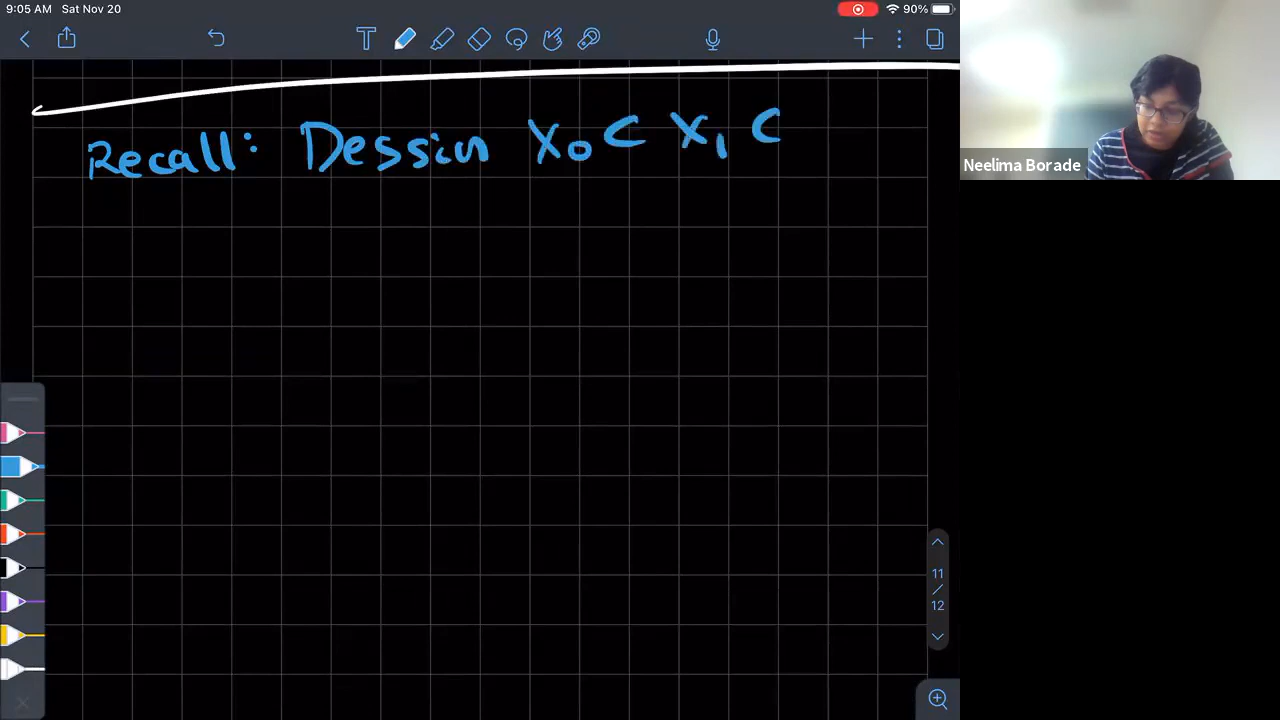 9:05 AM Sat Nov 20
90%
T
Recall: Dessin X₀ ⊂ X₁ ⊂
Neelima Borade
11
/
12